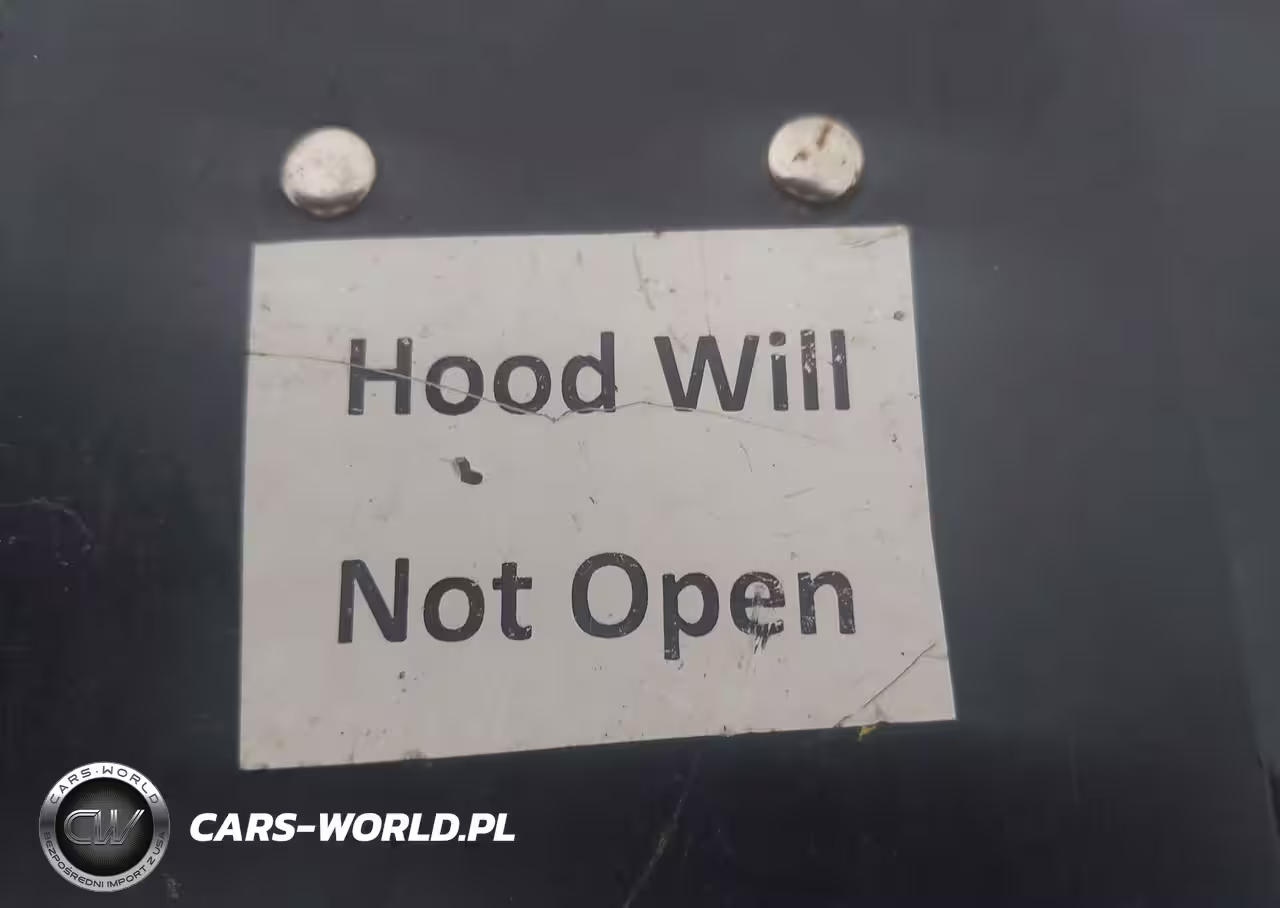 Hood Will
Not Open
CARS-WORLD
CW
BEZPOŚREDNI IMPORT Z USA
CARS-WORLD.PL